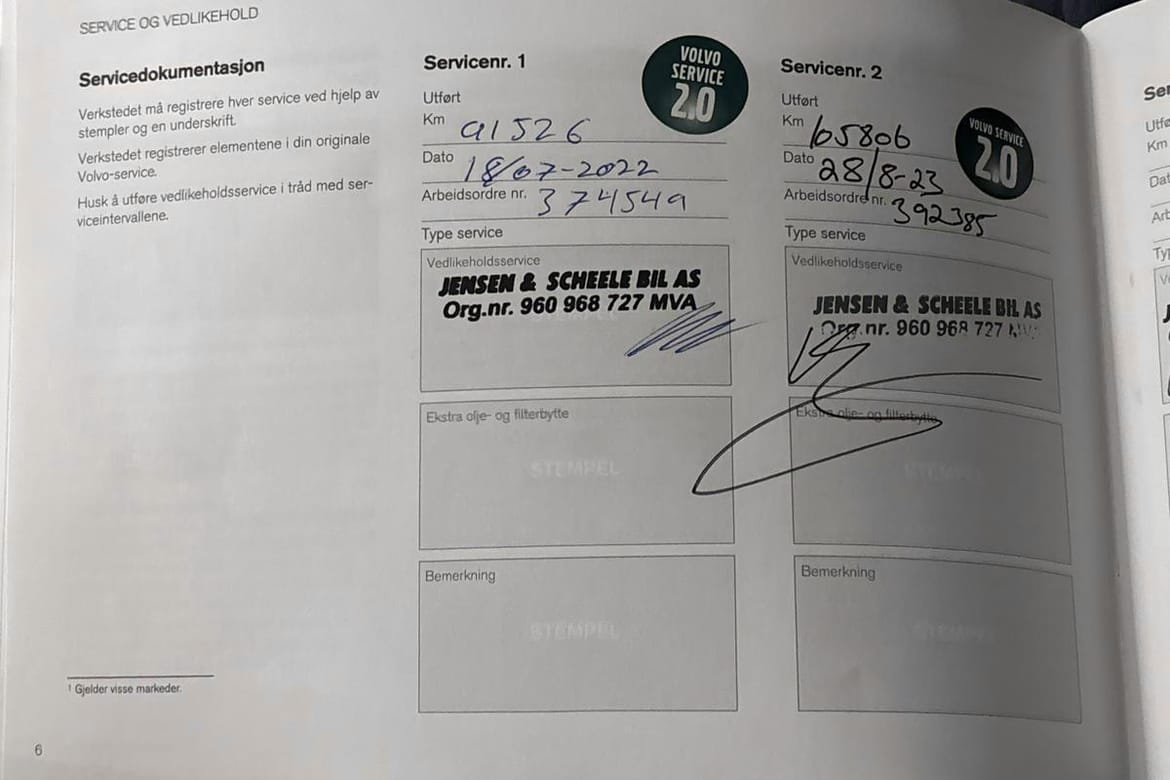 SERVICE OG VEDLIKEHOLD
Servicedokumentasjon
Verkstedet må registrere hver service ved hjelp av
stempler og en underskrift.
Verkstedet registrerer elementene i din originale
Volvo-service.
Husk å utføre vedlikeholdsservice i tråd med ser-
viceintervallene.
¹ Gjelder visse markeder.
6
Servicenr. 1
VOLVO
SERVICE
2.0
Utført
Km 91526
Dato 18/07-2022
Arbeidsordre nr. 374549
Type service
Vedlikeholdsservice
JENSEN & SCHEELE BIL AS
Org.nr. 960 968 727 MVA
Ekstra olje- og filterbytte
STEMPEL
Bemerkning
STEMPEL
Servicenr. 2
VOLVO SERVICE
2.0
Utført
Km 105806
Dato 28/8-23
Arbeidsordre nr. 392385
Type service
Vedlikeholdsservice
JENSEN & SCHEELE BIL AS
Org.nr. 960 968 727 MVA
Ekstra olje- og filterbytte
STEMPEL
Bemerkning
STEMPEL
Km